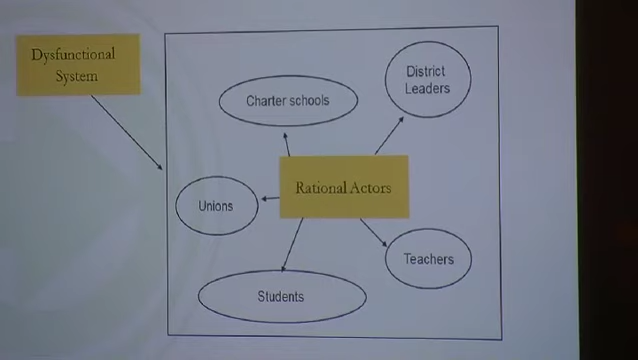 Dysfunctional
System
District
Leaders
Charter schools
Rational Actors
Unions
Teachers
Students